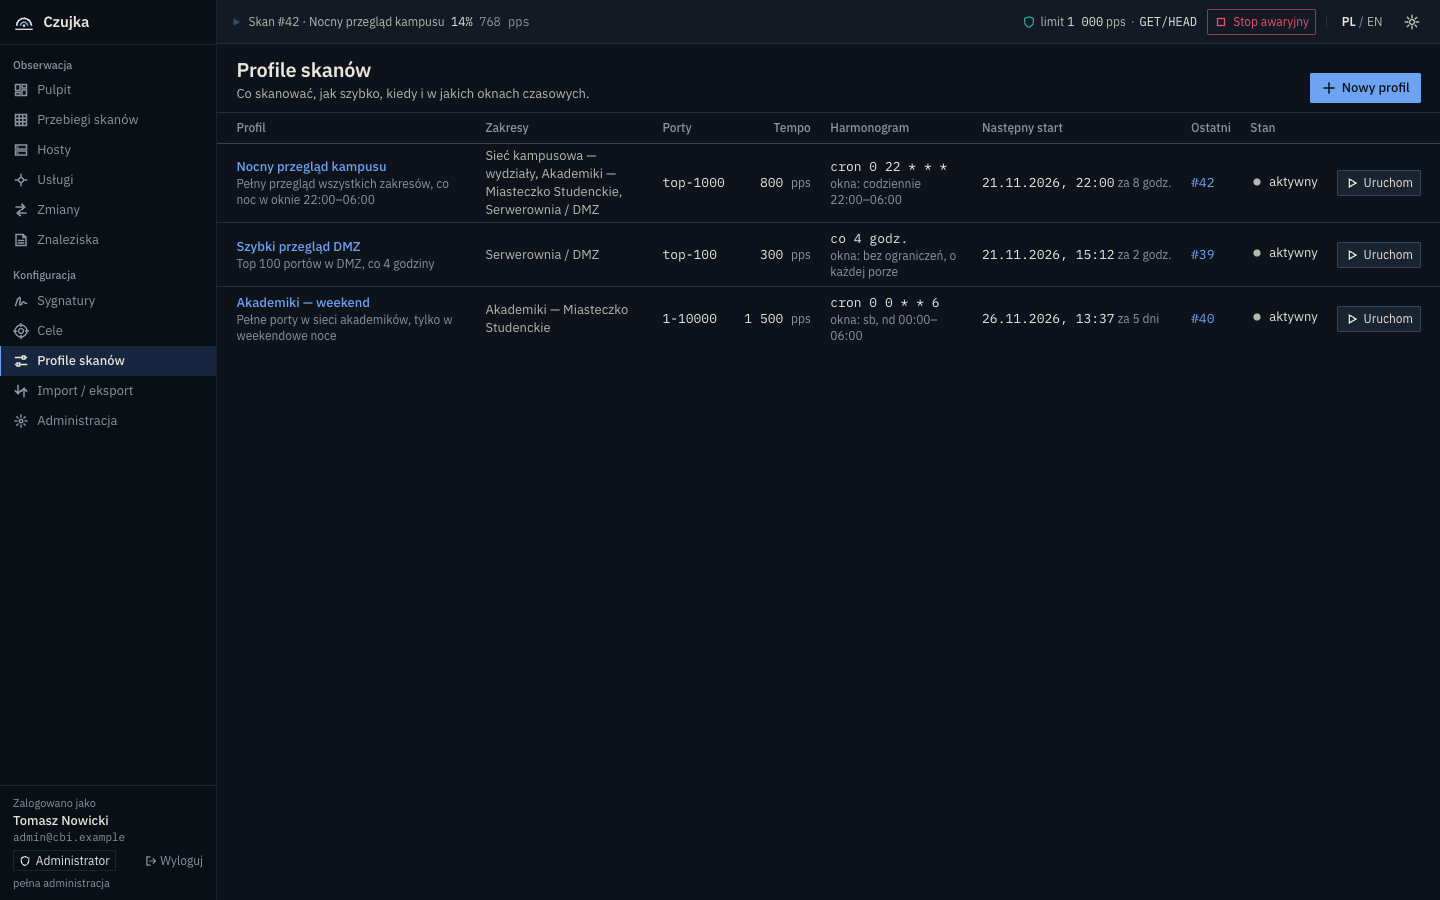 Czujka
Skan #42 · Nocny przegląd kampusu 14% 768 pps
limit 1 000 pps · GET/HEAD
Stop awaryjny
PL / EN
Obserwacja
Pulpit
Przebiegi skanów
Hosty
Usługi
Zmiany
Znaleziska
Konfiguracja
Sygnatury
Cele
Profile skanów
Import / eksport
Administracja
Zalogowano jako
Tomasz Nowicki
admin@cbi.example
Administrator
Wyloguj
pełna administracja
Profile skanów
Co skanować, jak szybko, kiedy i w jakich oknach czasowych.
Nowy profil
Profil Zakresy Porty Tempo Harmonogram Następny start Ostatni Stan
Nocny przegląd kampusu
Pełny przegląd wszystkich zakresów, co
noc w oknie 22:00–06:00
Sieć kampusowa —
wydziały, Akademiki —
Miasteczko Studenckie,
Serwerownia / DMZ
top-1000
800 pps
cron 0 22 * * *
okna: codziennie
22:00–06:00
21.11.2026, 22:00 za 8 godz.
#42
aktywny
Uruchom
Szybki przegląd DMZ
Top 100 portów w DMZ, co 4 godziny
Serwerownia / DMZ
top-100
300 pps
co 4 godz.
okna: bez ograniczeń, o
każdej porze
21.11.2026, 15:12 za 2 godz.
#39
aktywny
Uruchom
Akademiki — weekend
Pełne porty w sieci akademików, tylko w
weekendowe noce
Akademiki — Miasteczko
Studenckie
1-10000
1 500 pps
cron 0 0 * * 6
okna: sb, nd 00:00–
06:00
26.11.2026, 13:37 za 5 dni
#40
aktywny
Uruchom